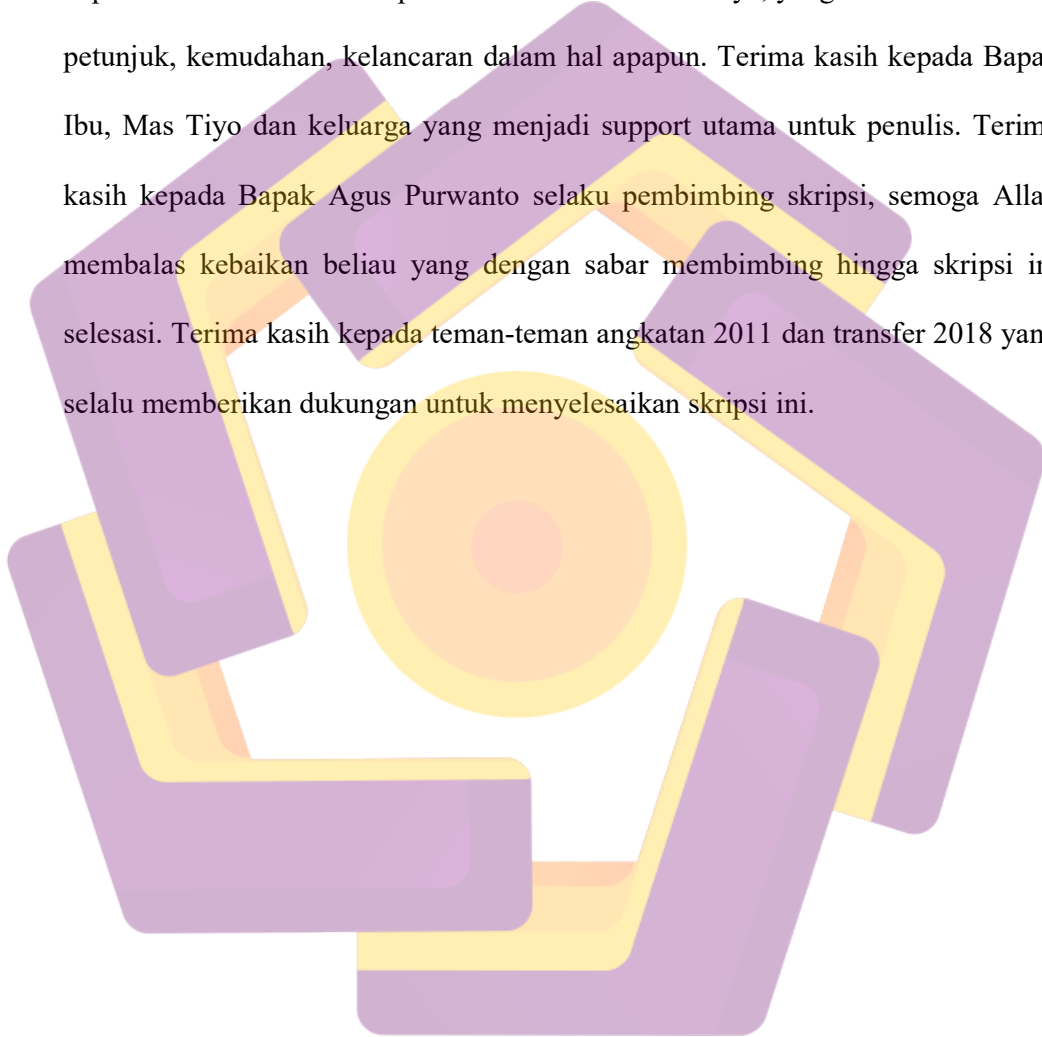 petunjuk, kemudahan, kelancaran dalam hal apapun. Terima kasih kepada Bapa
Ibu, Mas Tiyo dan keluarga yang menjadi support utama untuk penulis. Terim
kasih kepada Bapak Agus Purwanto selaku pembimbing skripsi, semoga Alla
membalas kebaikan beliau yang dengan sabar membimbing hingga skripsi in
selesasi. Terima kasih kepada teman-teman angkatan 2011 dan transfer 2018 yan
selalu memberikan dukungan untuk menyelesaikan skripsi ini.